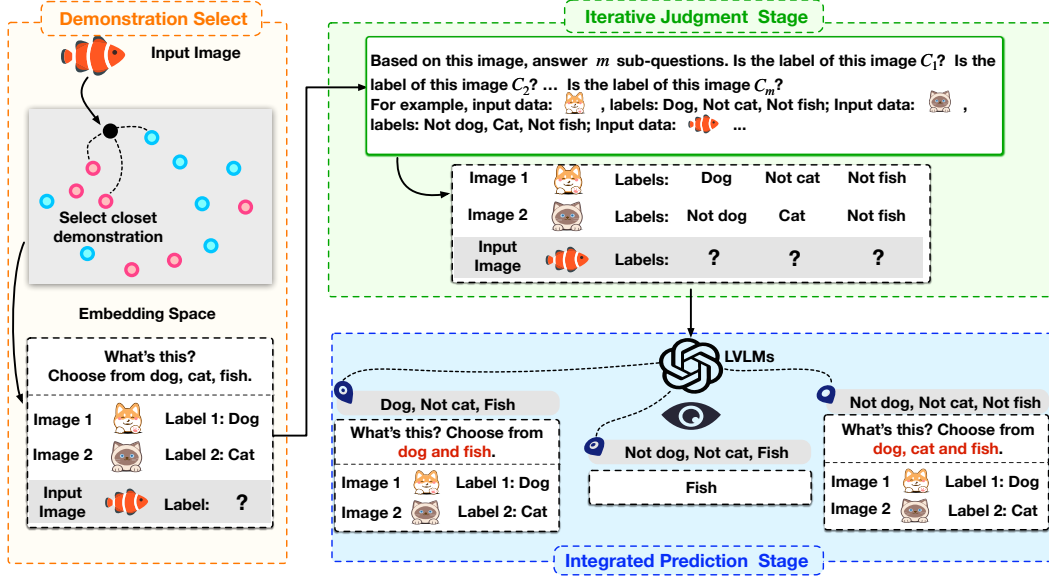 Demonstration Select
Input Image
Select closet
demonstration
Embedding Space
What's this?
Choose from dog, cat, fish.
Image 1 Label 1: Dog
Image 2 Label 2: Cat
Input
Image Label: ?
Iterative Judgment Stage
Based on this image, answer m sub-questions. Is the label of this image C₁? Is the
label of this image C₂? ... Is the label of this image Cₘ?
For example, input data: , labels: Dog, Not cat, Not fish; Input data: ,
labels: Not dog, Cat, Not fish; Input data: ...
Image 1 Labels: Dog Not cat Not fish
Image 2 Labels: Not dog Cat Not fish
Input
Image Labels: ? ? ?
LVLMs
Dog, Not cat, Fish
What's this? Choose from
dog and fish.
Image 1 Label 1: Dog
Image 2 Label 2: Cat
Not dog, Not cat, Fish
Fish
Not dog, Not cat, Not fish
What's this? Choose from
dog, cat and fish.
Image 1 Label 1: Dog
Image 2 Label 2: Cat
Integrated Prediction Stage